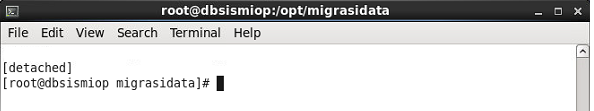 root@dbsismiop:/opt/migrasidata
File Edit View Search Terminal Help
[detached]
[root@dbsismiop migrasidata]#